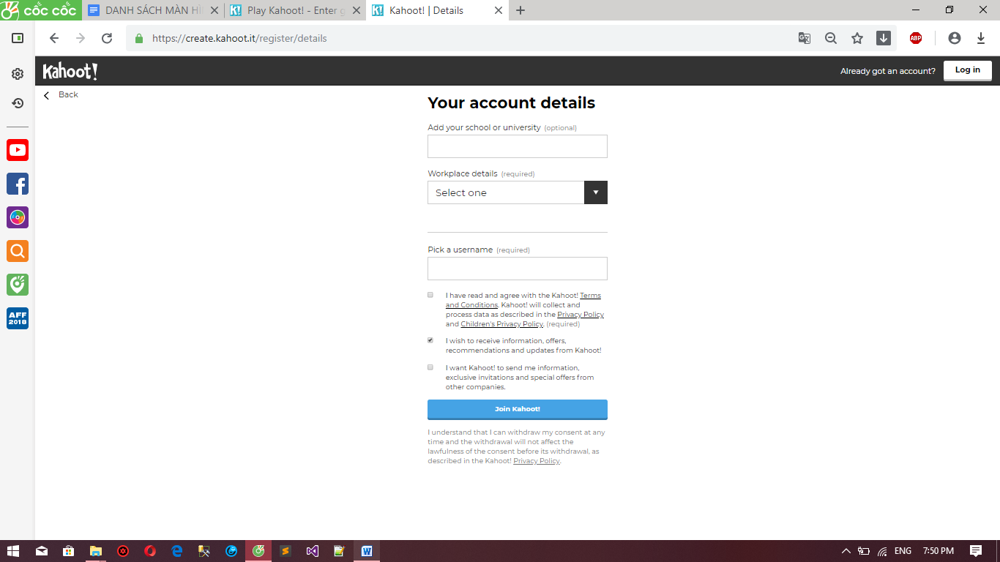 cốc cốc
DANH SÁCH MÀN HÌ
Play Kahoot! - Enter g
Kahoot! | Details
https://create.kahoot.it/register/details
ABP
Kahoot!
Already got an account?
Log in
Back
Your account details
Add your school or university (optional)
Workplace details (required)
Select one
Pick a username (required)
I have read and agree with the Kahoot! Terms
and Conditions. Kahoot! will collect and
process data as described in the Privacy Policy
and Children's Privacy Policy. (required)
I wish to receive information, offers,
recommendations and updates from Kahoot!
I want Kahoot! to send me information,
exclusive invitations and special offers from
other companies.
Join Kahoot!
I understand that I can withdraw my consent at any
time and the withdrawal will not affect the
lawfulness of the consent before its withdrawal, as
described in the Kahoot! Privacy Policy.
AFF
2018
ENG
7:50 PM